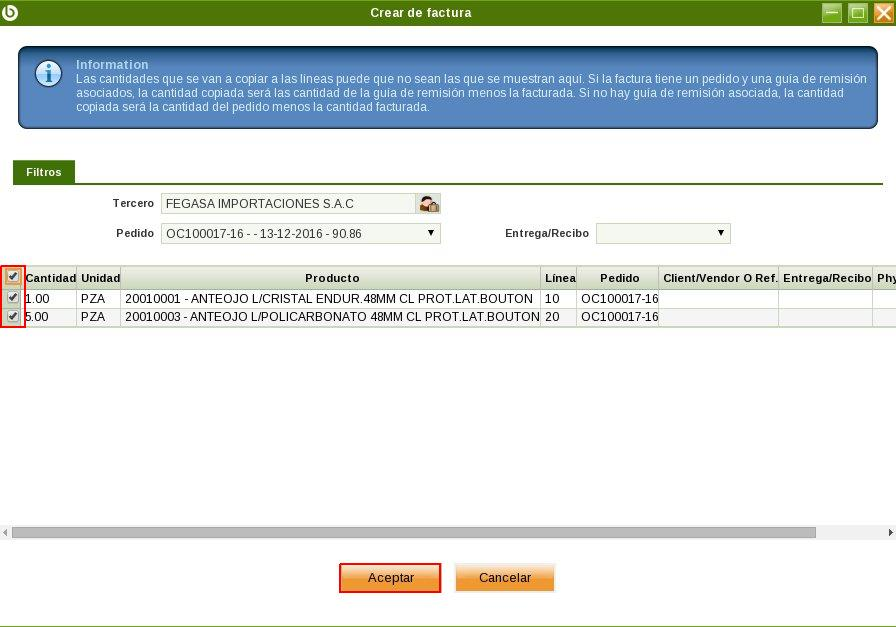 Crear de factura
Information
Las cantidades que se van a copiar a las líneas puede que no sean las que se muestran aquí. Si la factura tiene un pedido y una guía de remisión
asociados, la cantidad copiada será las cantidad de la guía de remisión menos la facturada. Si no hay guía de remisión asociada, la cantidad
copiada será la cantidad del pedido menos la cantidad facturada.
Filtros
Tercero FEGASA IMPORTACIONES S.A.C
Pedido OC100017-16 - - 13-12-2016 - 90.86 Entrega/Recibo
Cantidad Unidad Producto Línea Pedido Client/Vendor O Ref. Entrega/Recibo Phy
1.00 PZA 20010001 - ANTEOJO L/CRISTAL ENDUR.48MM CL PROT.LAT.BOUTON 10 OC100017-16
5.00 PZA 20010003 - ANTEOJO L/POLICARBONATO 48MM CL PROT.LAT.BOUTON 20 OC100017-16
Aceptar Cancelar